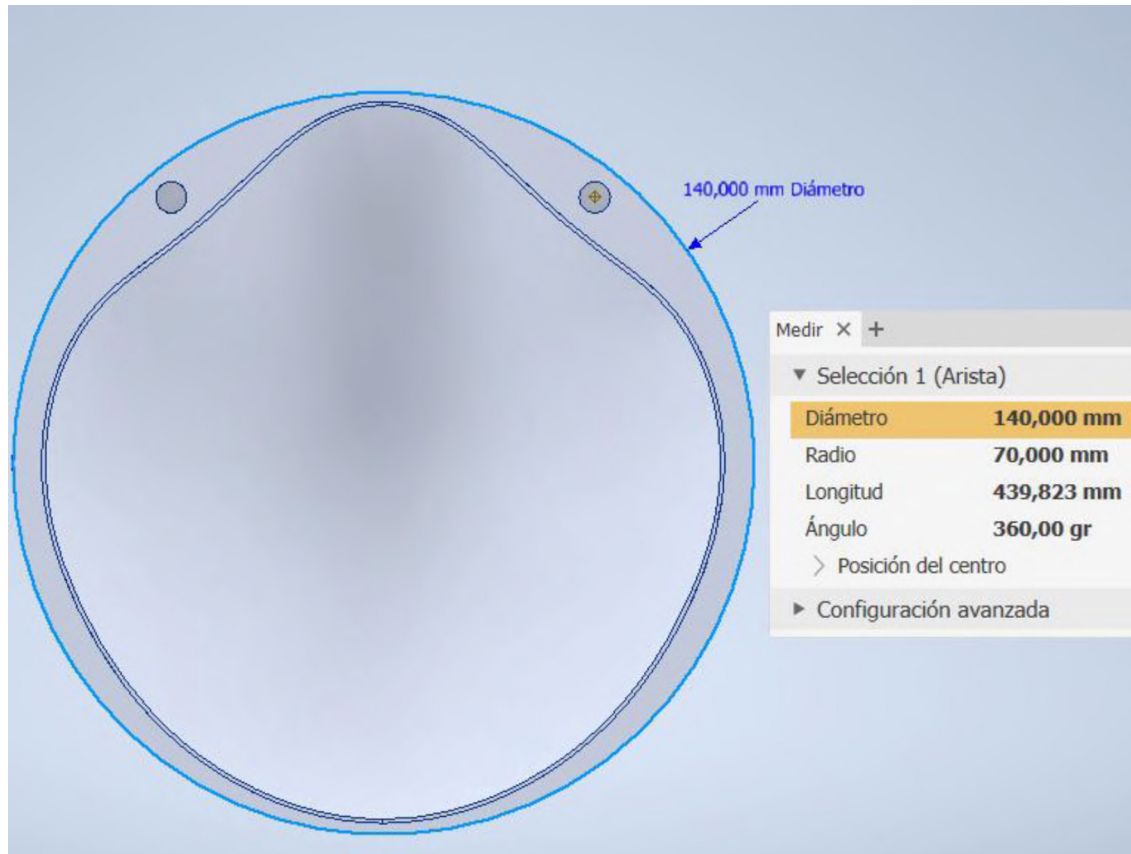 140,000 mm Diámetro
Medir × +
▼ Selección 1 (Arista)
Diámetro 140,000 mm
Radio 70,000 mm
Longitud 439,823 mm
Ángulo 360,00 gr
> Posición del centro
▶ Configuración avanzada